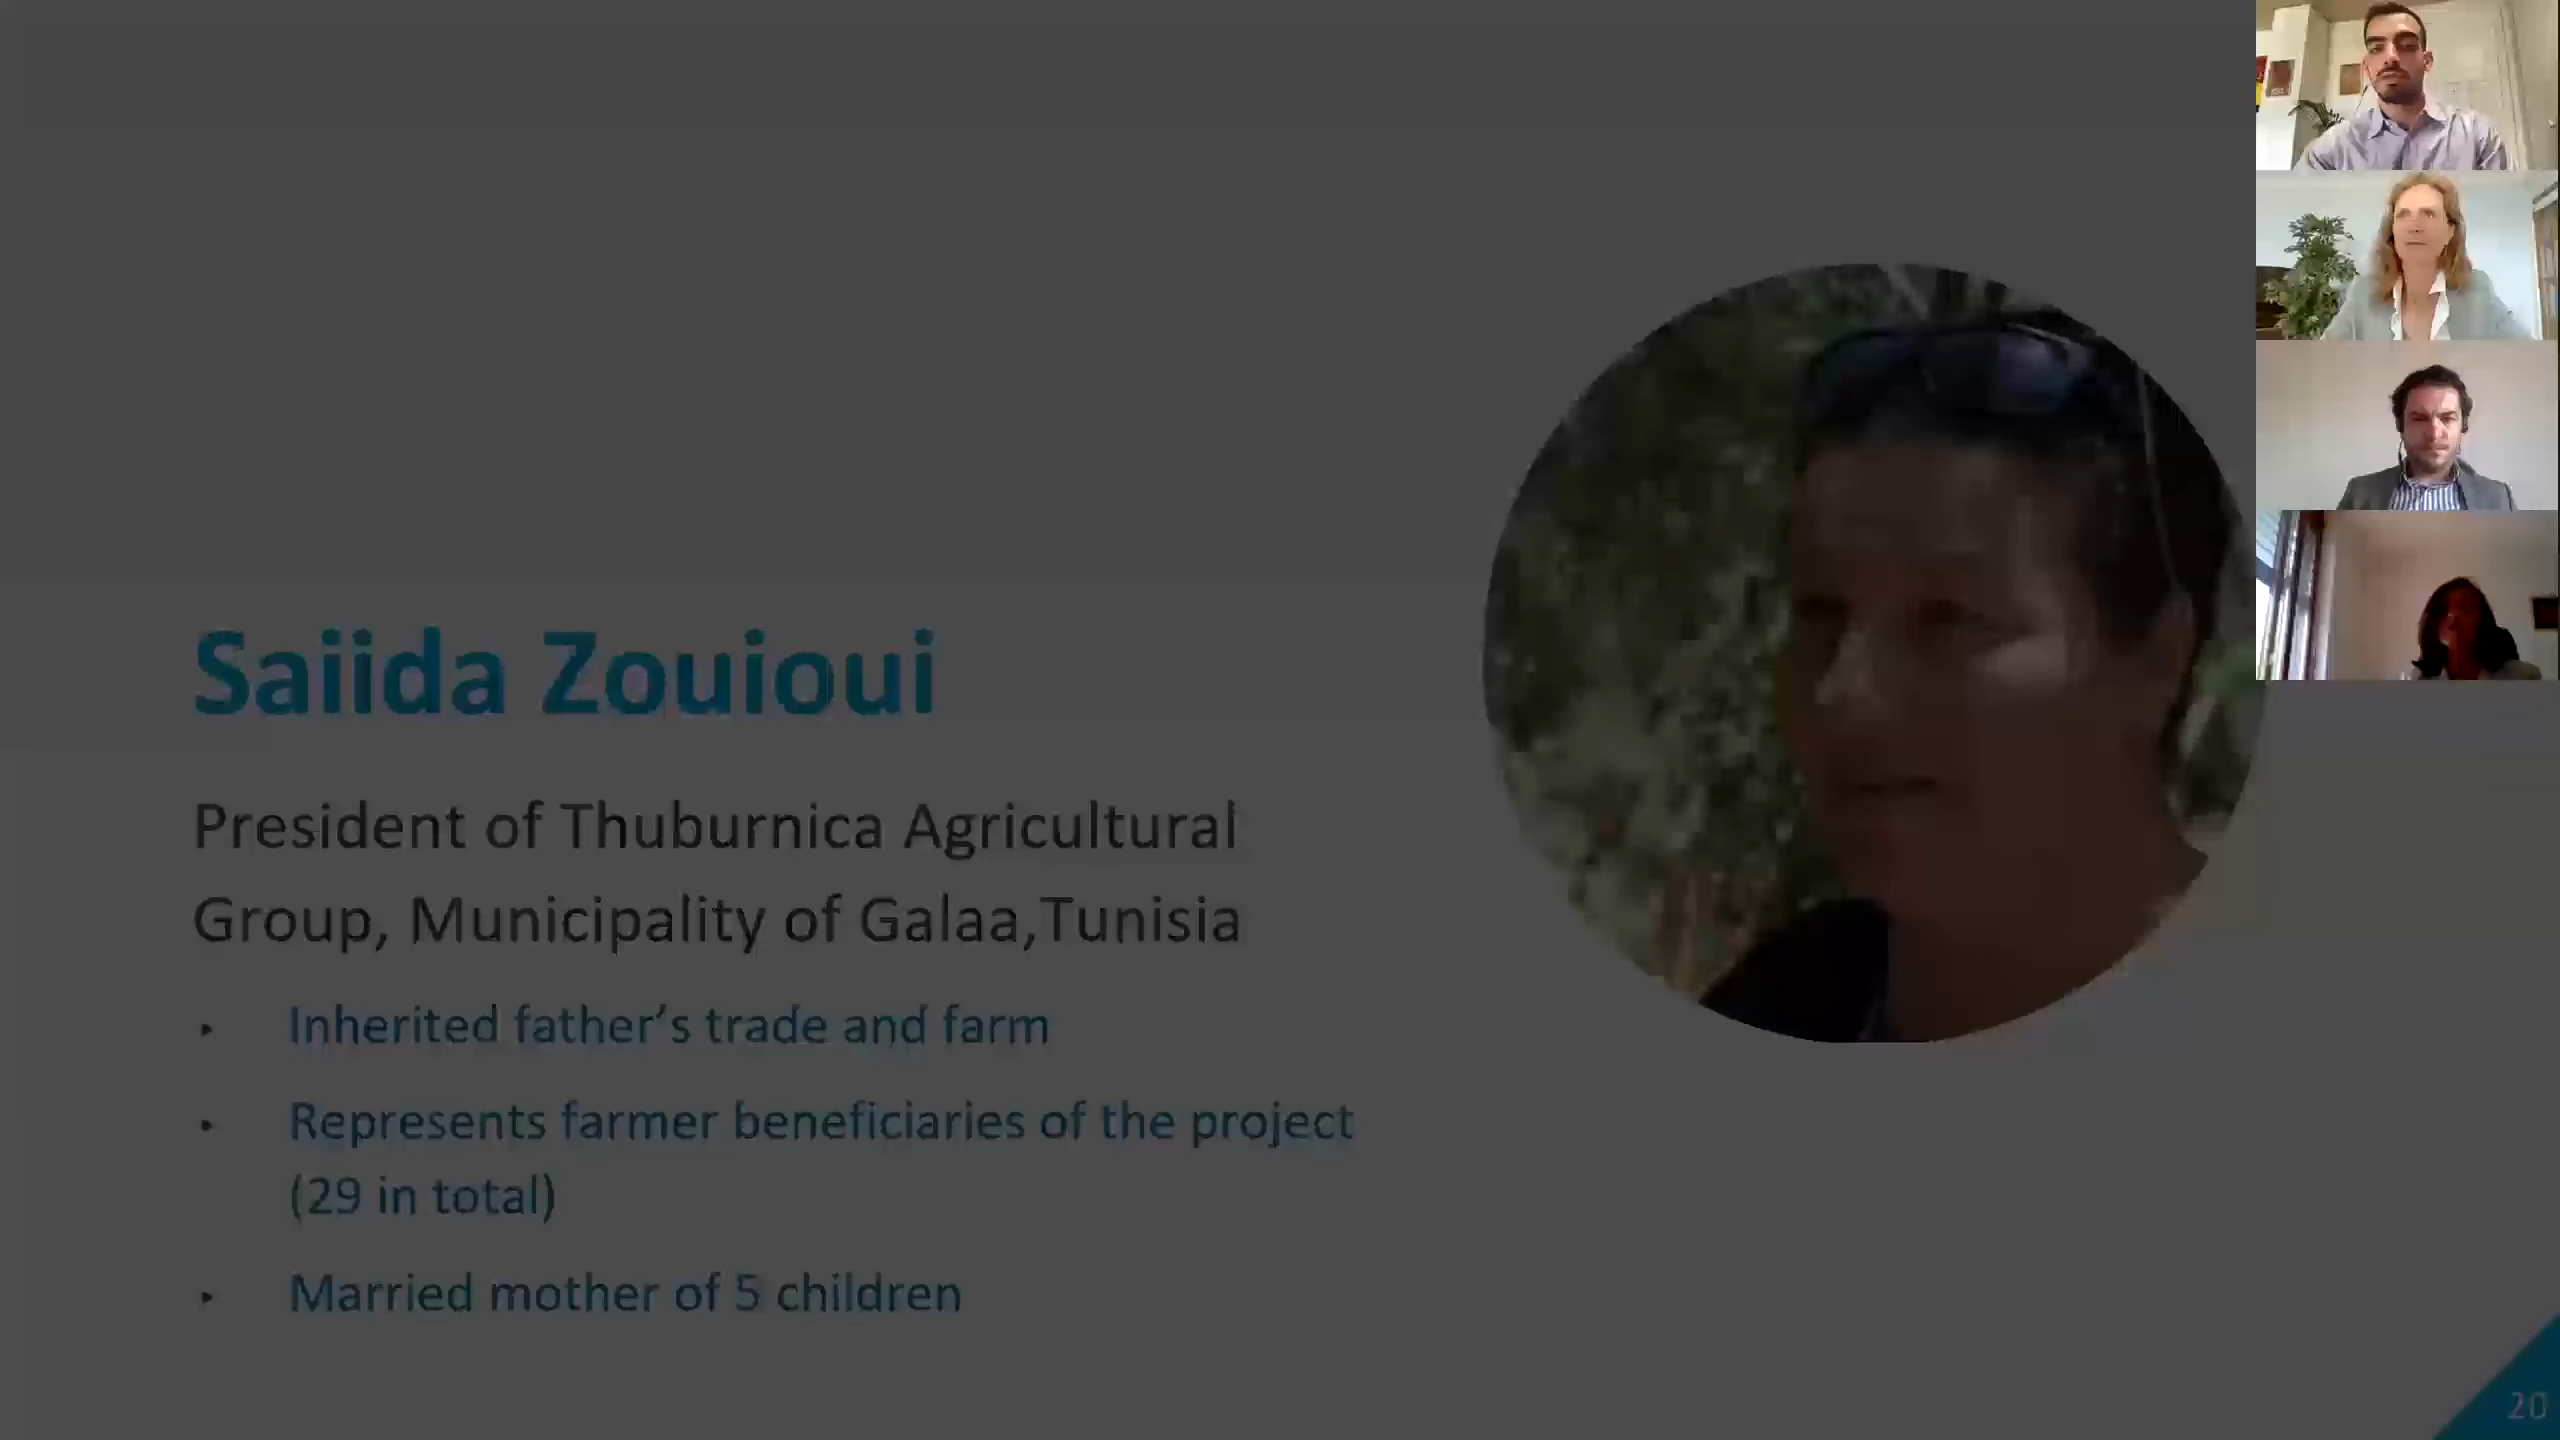 Saiida Zouioui
President of Thuburnica Agricultural
Group, Municipality of Galaa,Tunisia
▸ Inherited father’s trade and farm
▸ Represents farmer beneficiaries of the project
(29 in total)
▸ Married mother of 5 children
20